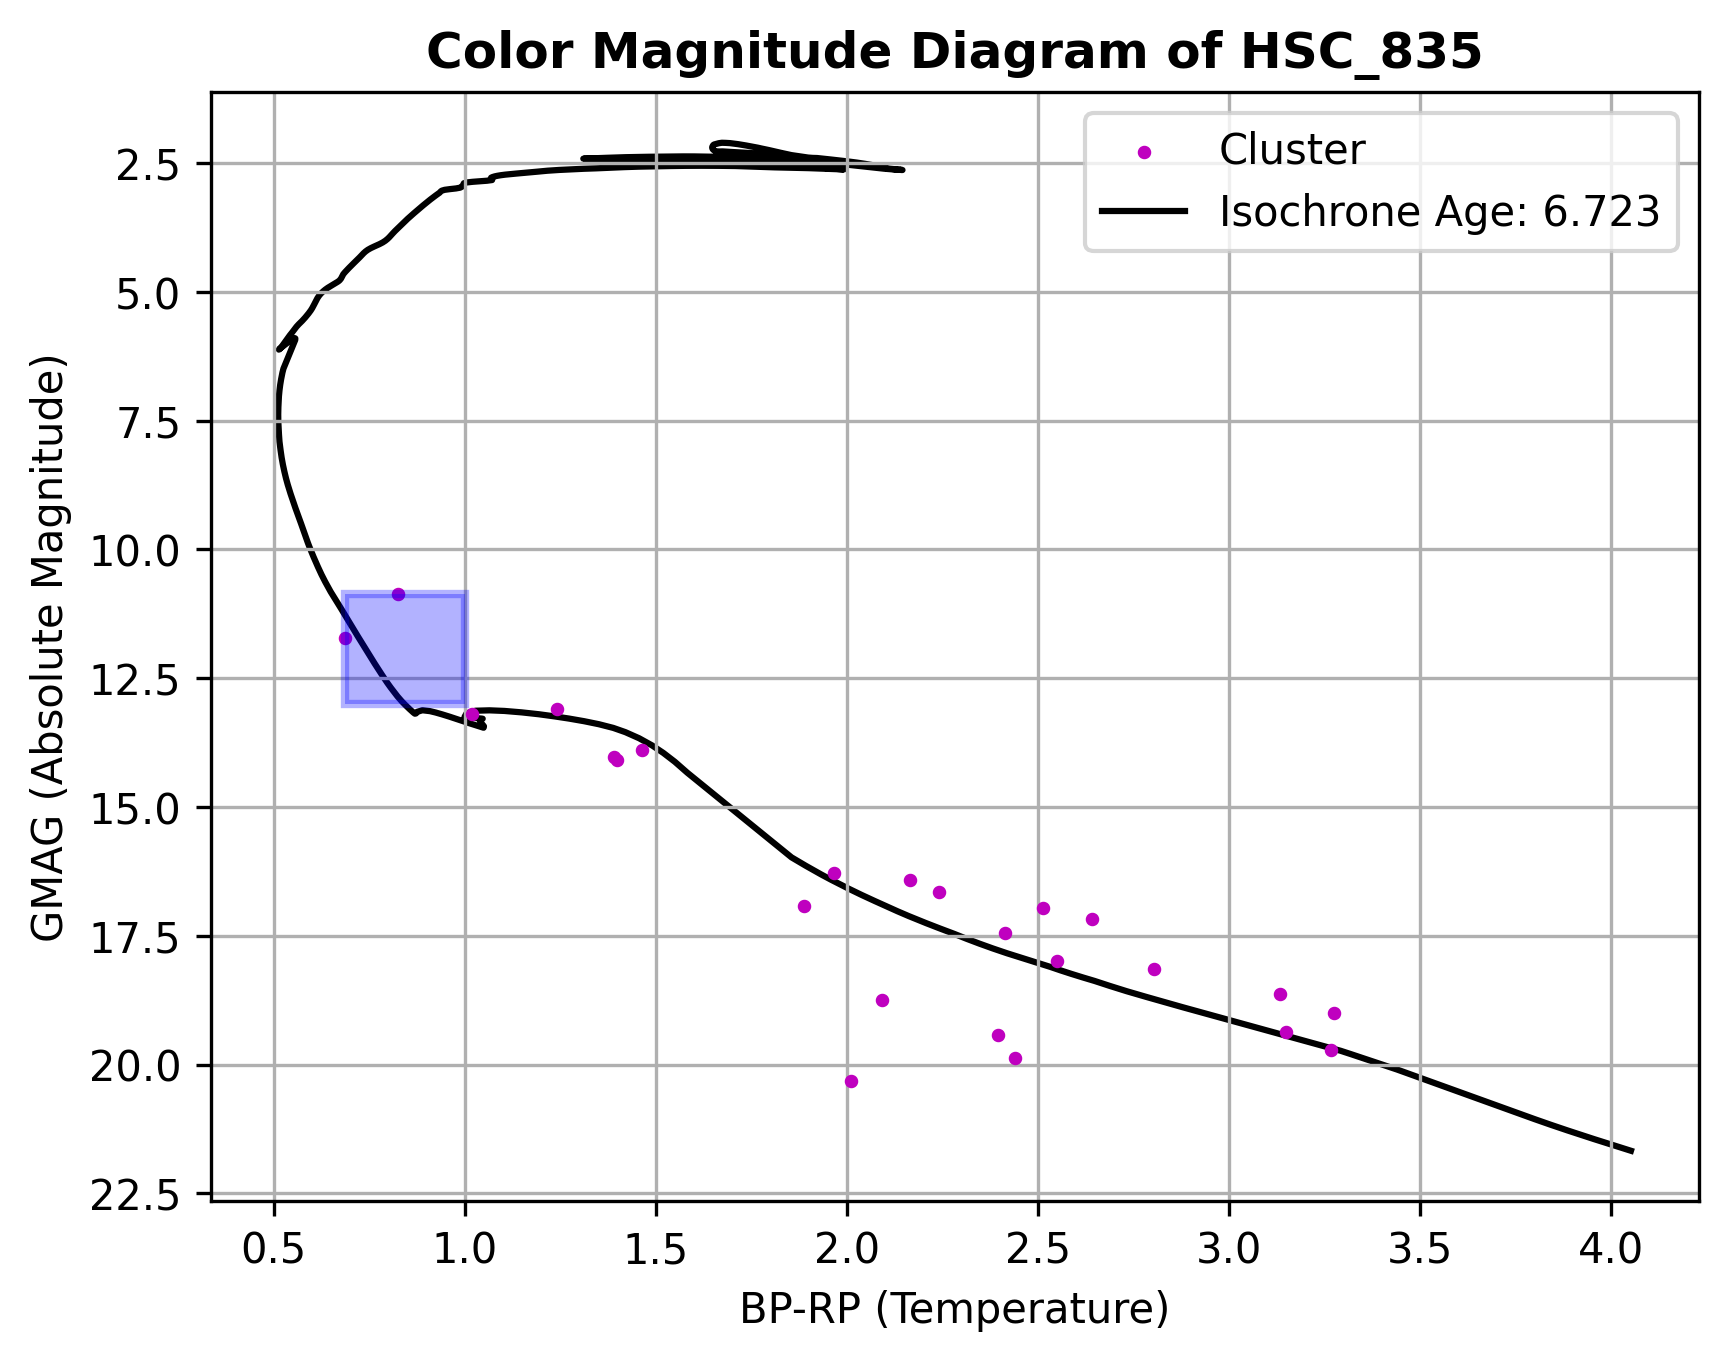 Color Magnitude Diagram of HSC_835
Cluster
Isochrone Age: 6.723
GMAG (Absolute Magnitude)
2.5
5.0
7.5
10.0
12.5
15.0
17.5
20.0
22.5
0.5 1.0 1.5 2.0 2.5 3.0 3.5 4.0
BP-RP (Temperature)